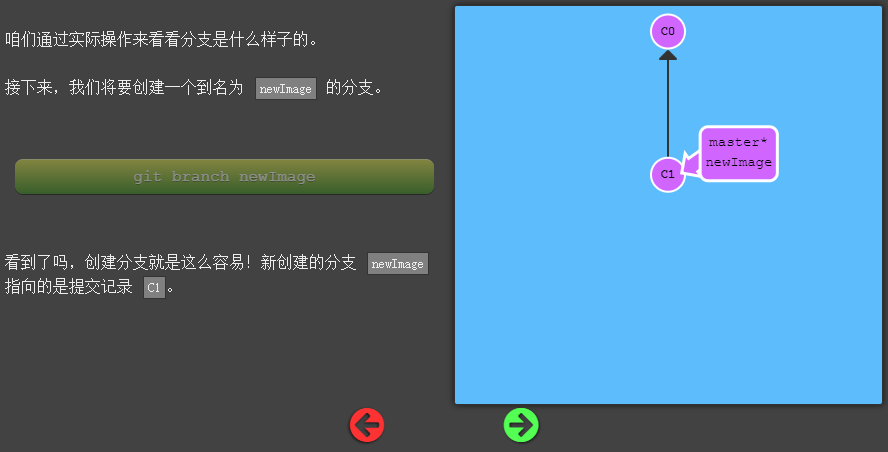 咱们通过实际操作来看看分支是什么样子的。
接下来，我们将要创建一个到名为 newImage 的分支。
git branch newImage
看到了吗，创建分支就是这么容易！新创建的分支 newImage
指向的是提交记录 C1。
C0
master*
newImage
C1